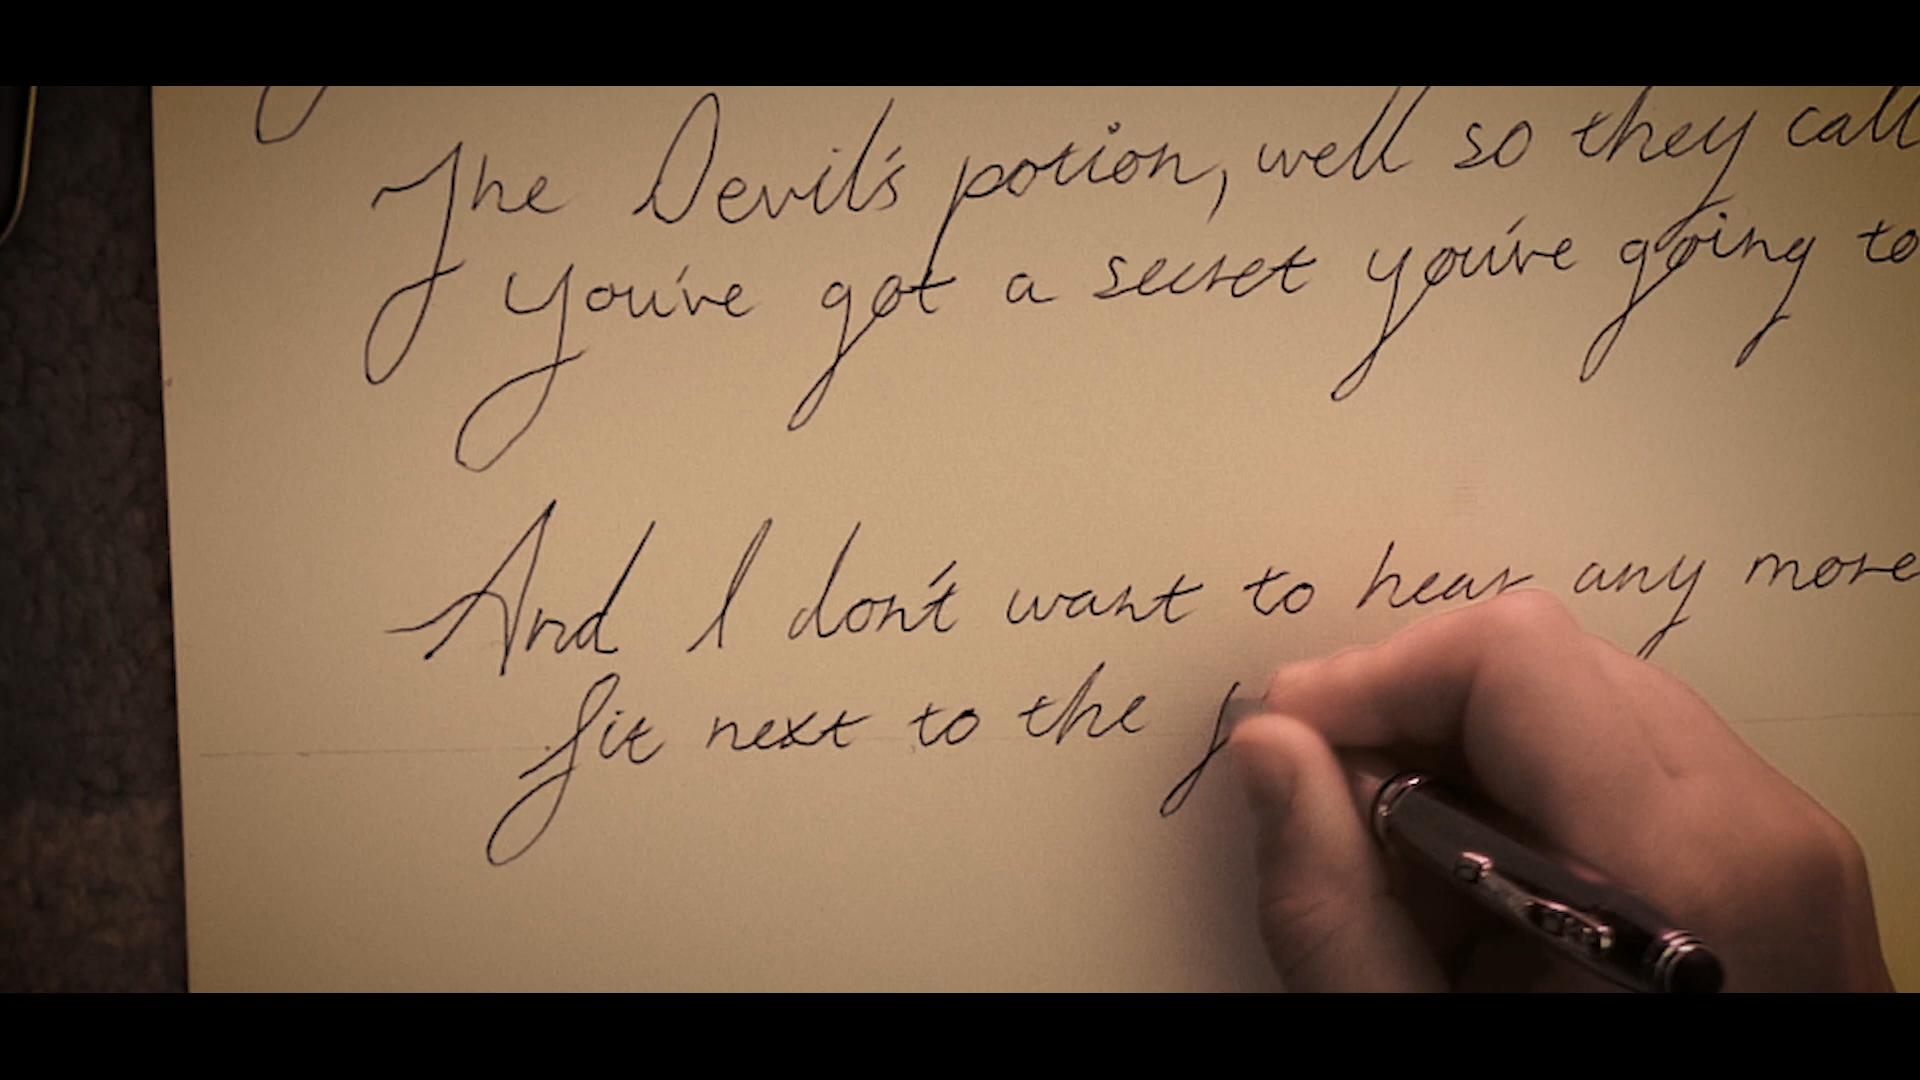 The Devil's potion, well so they call
You've got a secret you've going to
And I don't want to hear any more
Sit next to the